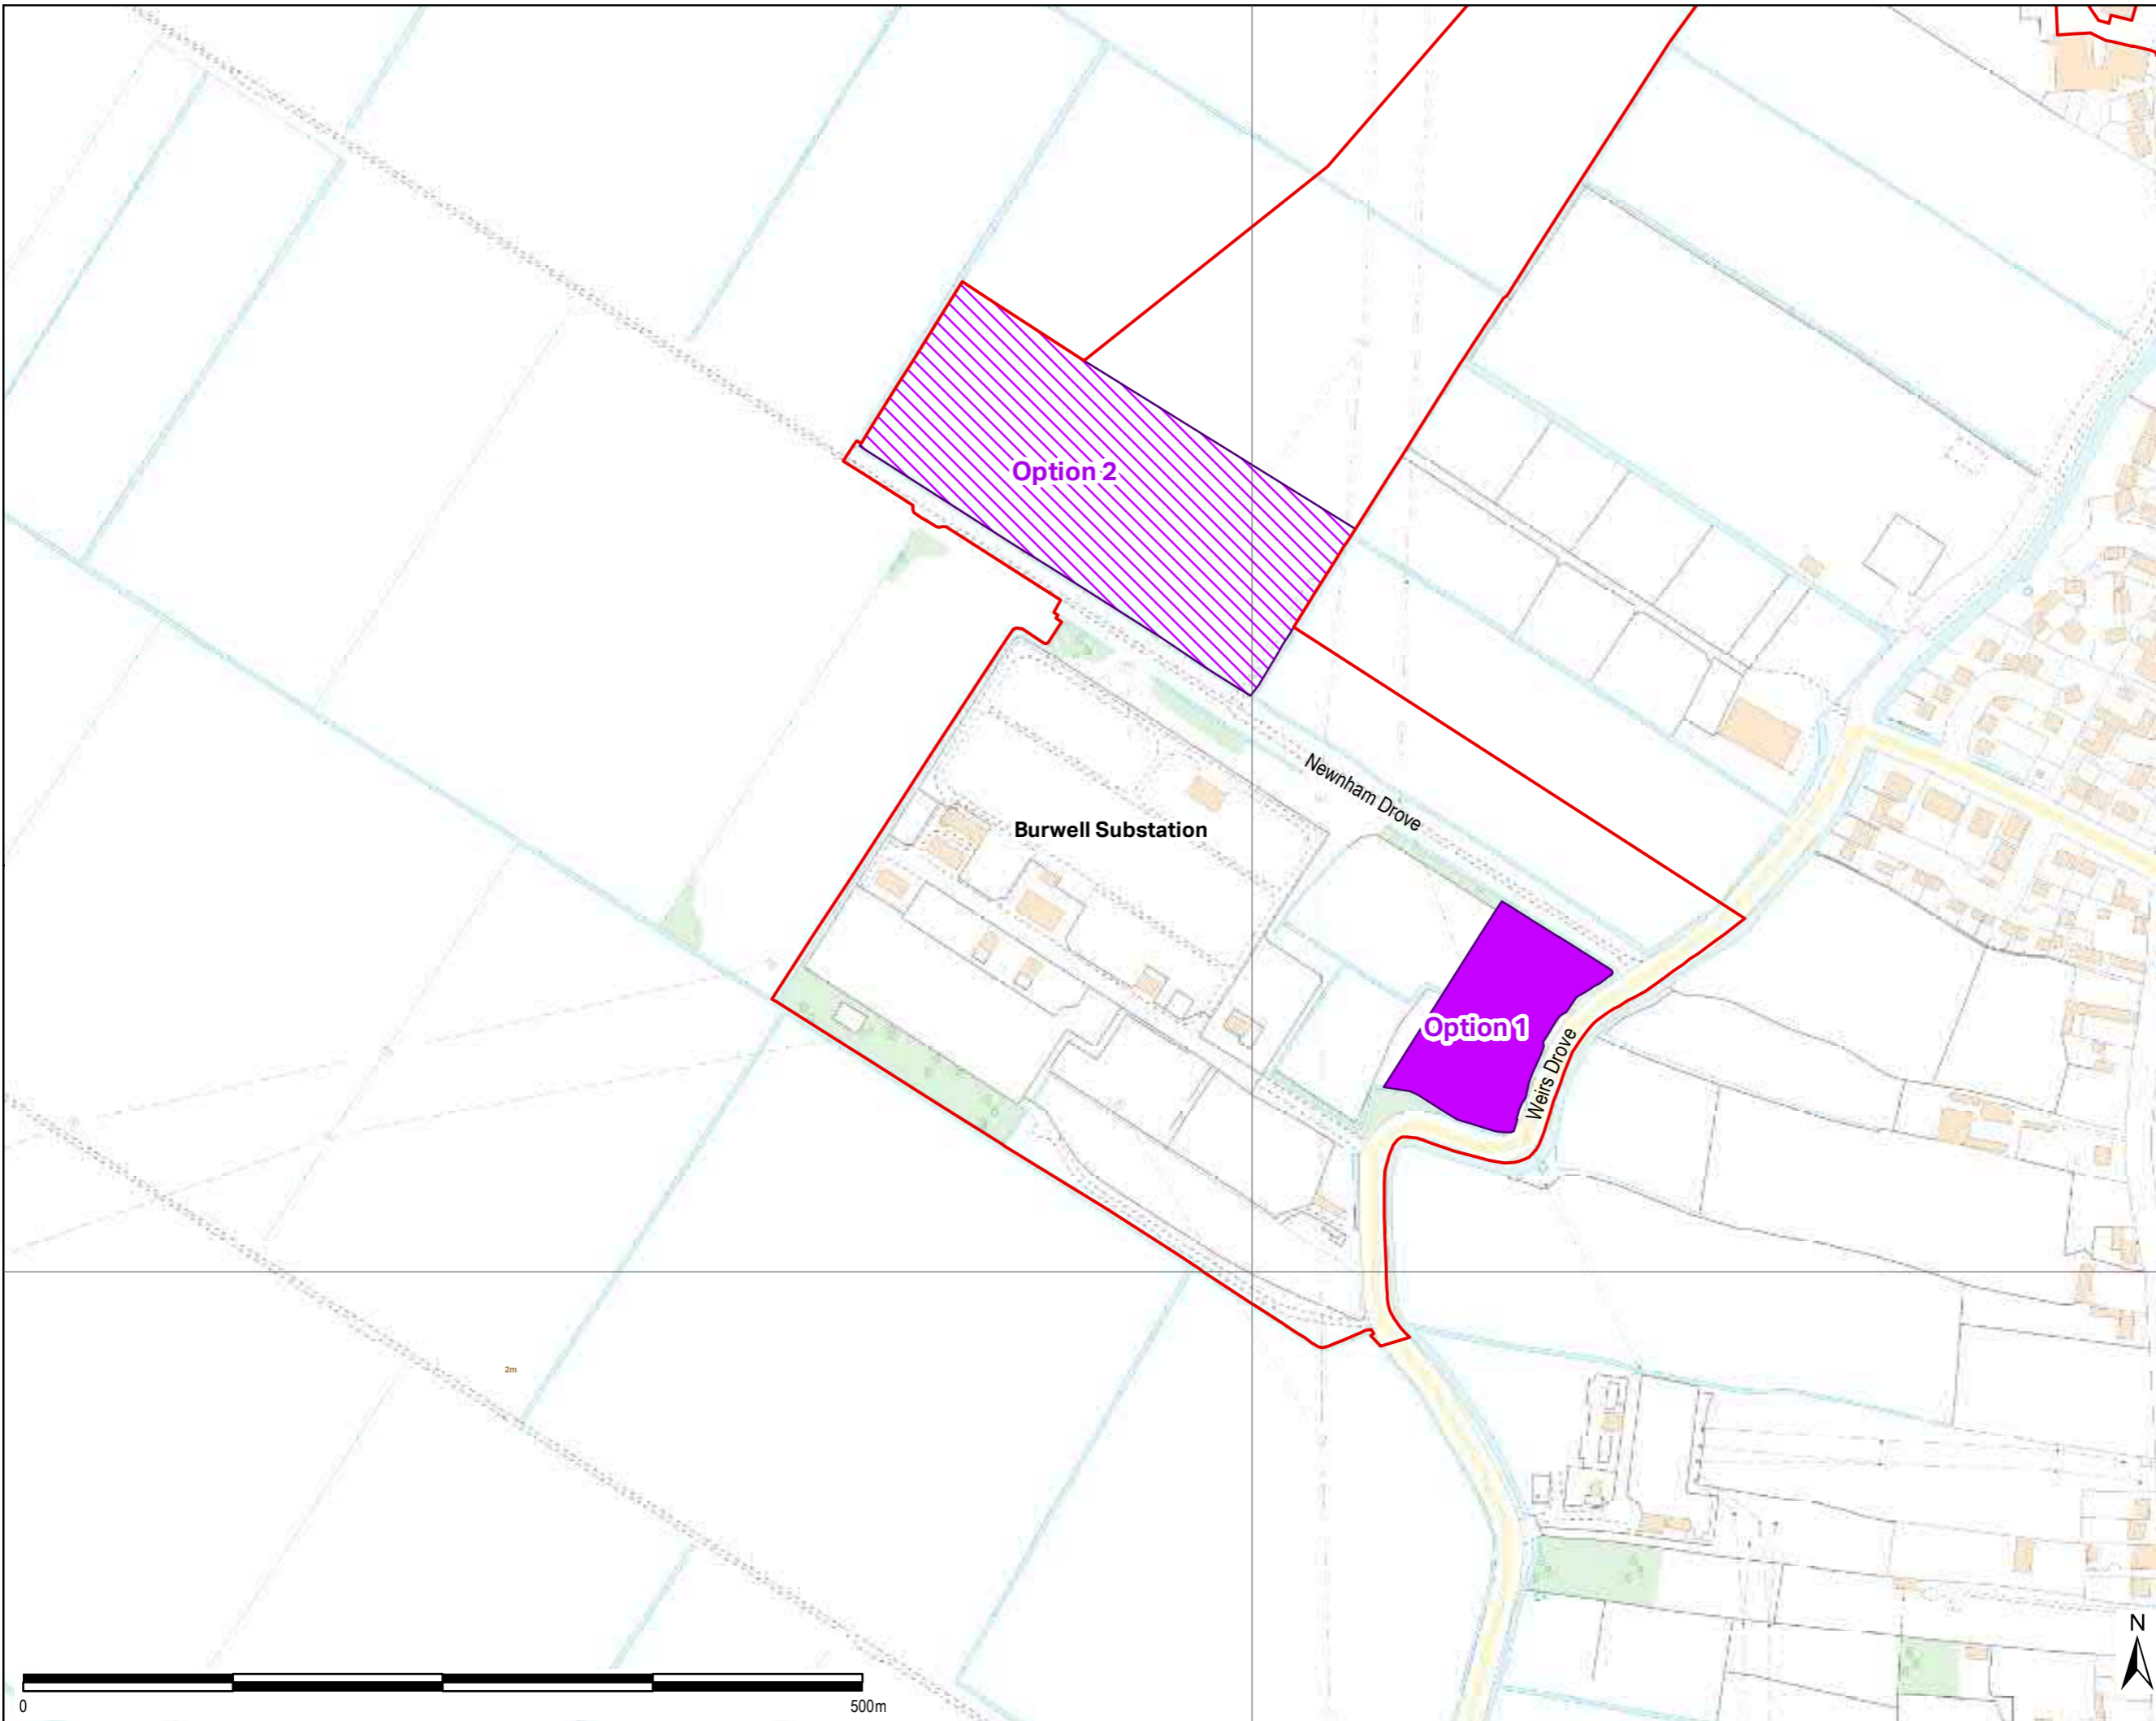 Option 2
Newnham Drove
Burwell Substation
Option 1
Weirs Drove
2m
N
0
500m